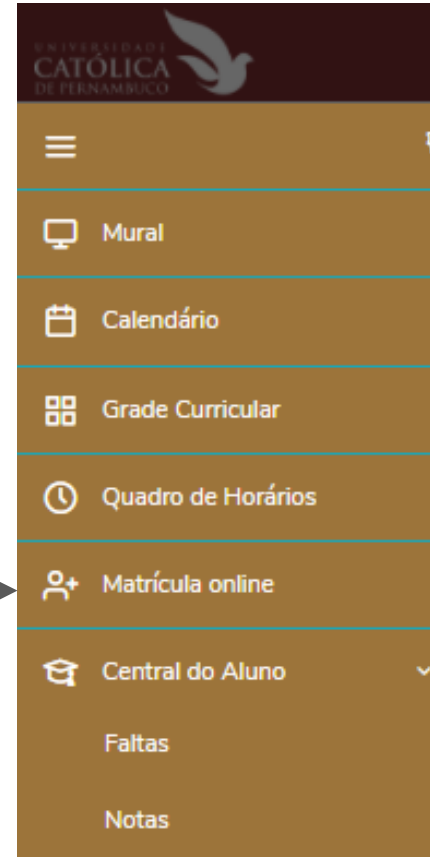 UNIVERSIDADE
CATÓLICA
DE PERNAMBUCO
Mural
Calendário
Grade Curricular
Quadro de Horários
Matrícula online
Central do Aluno
Faltas
Notas